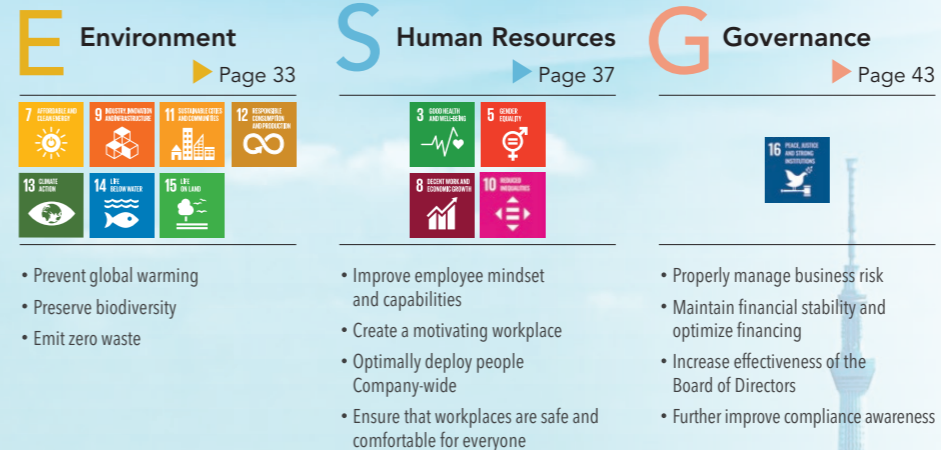 E Environment
Page 33
7 AFFORDABLE AND
CLEAN ENERGY
9 INDUSTRY, INNOVATION
AND INFRASTRUCTURE
11 SUSTAINABLE CITIES
AND COMMUNITIES
12 RESPONSIBLE
CONSUMPTION
AND PRODUCTION
13 CLIMATE
ACTION
14 LIFE
BELOW WATER
15 LIFE
ON LAND
• Prevent global warming
• Preserve biodiversity
• Emit zero waste
S Human Resources
Page 37
3 GOOD HEALTH
AND WELL-BEING
5 GENDER
EQUALITY
8 DECENT WORK AND
ECONOMIC GROWTH
10 REDUCED
INEQUALITIES
• Improve employee mindset
and capabilities
• Create a motivating workplace
• Optimally deploy people
Company-wide
• Ensure that workplaces are safe and
comfortable for everyone
G Governance
Page 43
16 PEACE, JUSTICE
AND STRONG
INSTITUTIONS
• Properly manage business risk
• Maintain financial stability and
optimize financing
• Increase effectiveness of the
Board of Directors
• Further improve compliance awareness